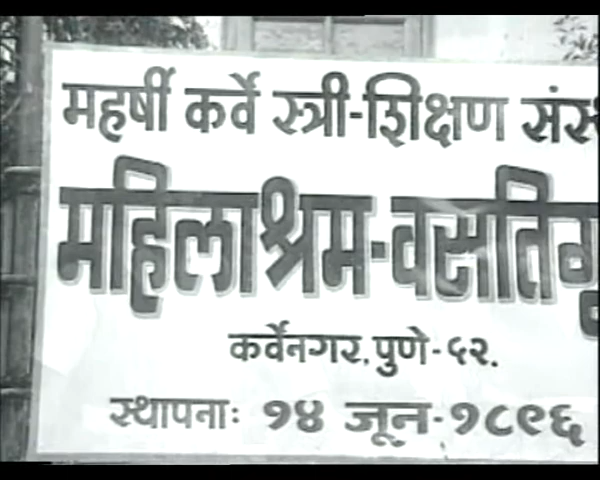 महर्षी कर्वे स्त्री-शिक्षण
महिलाश्रम-वसति
कर्वेनगर, पुणे-५२.
स्थापनाः १४ जून-१८९६